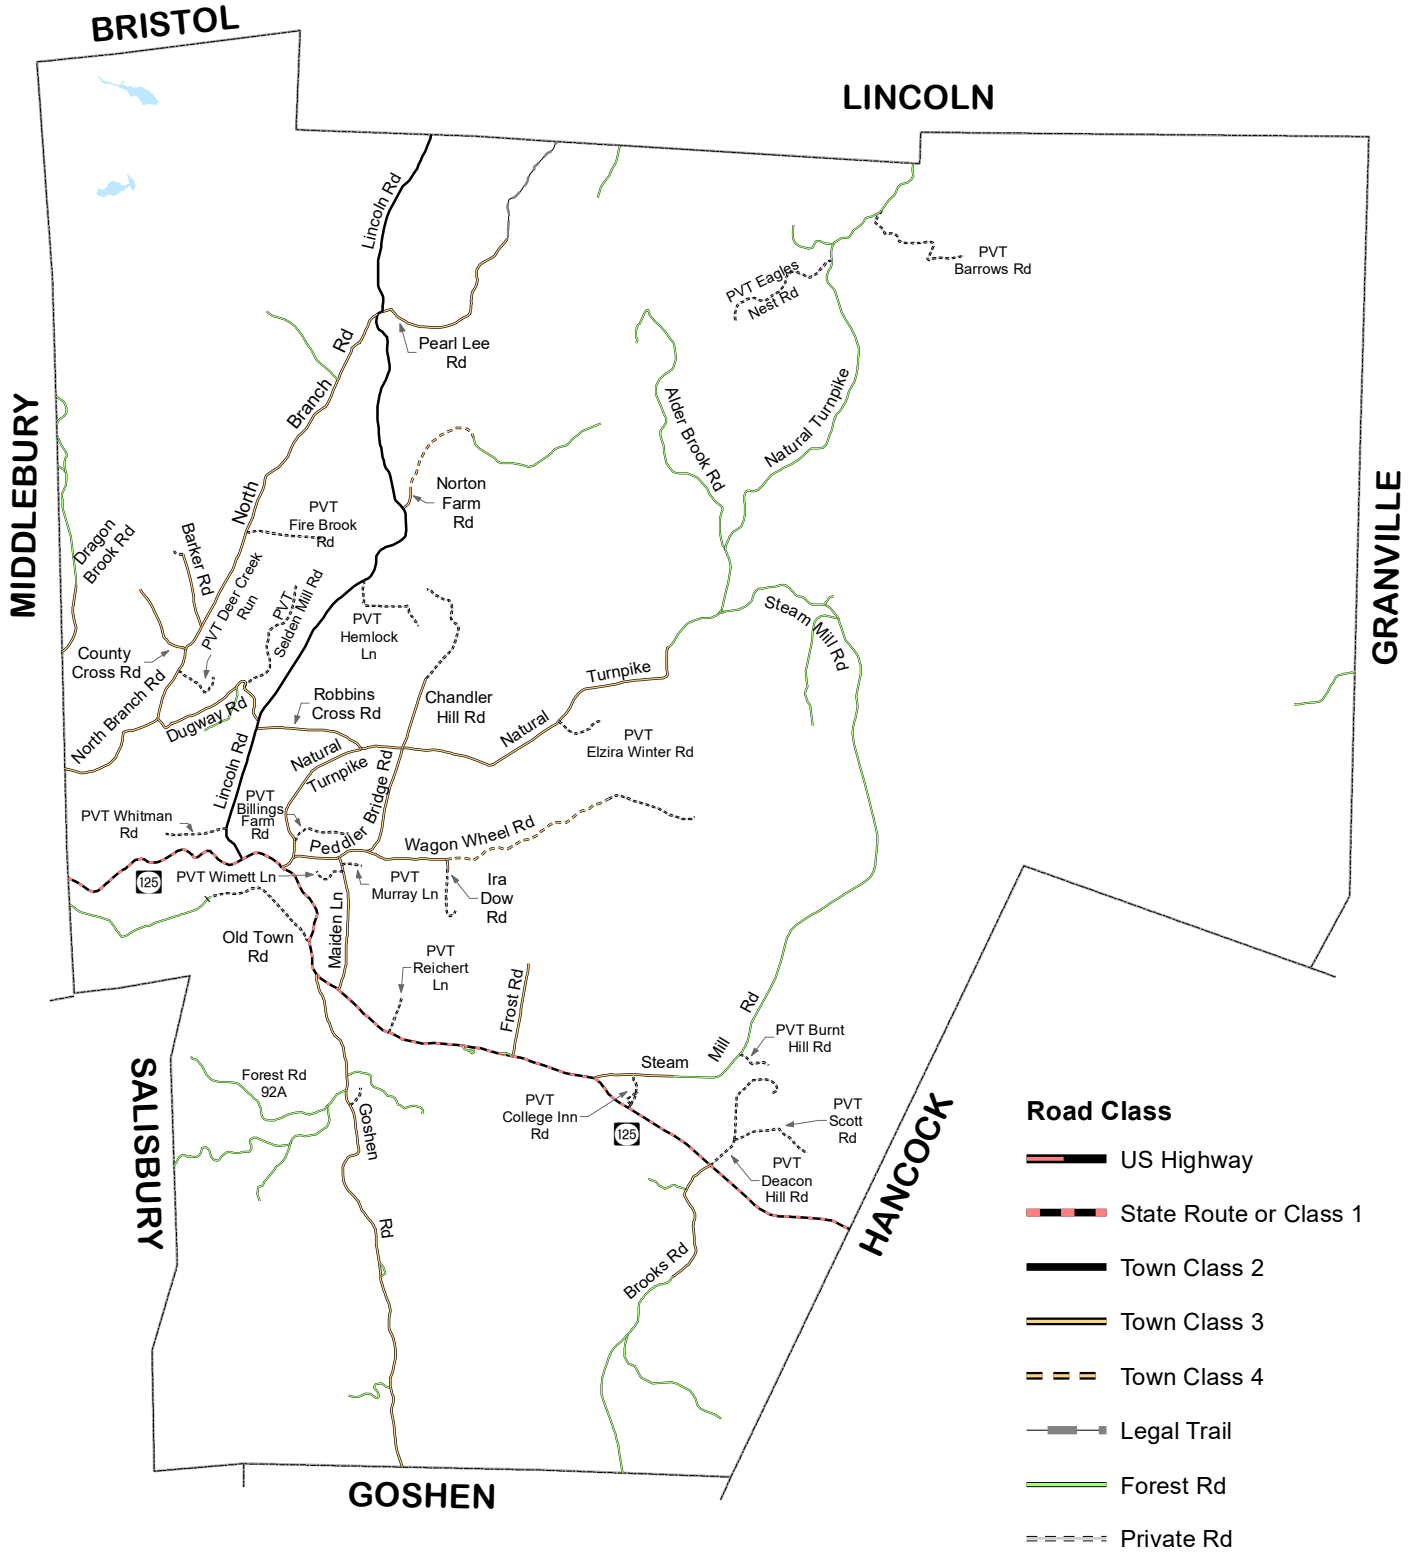 BRISTOL
LINCOLN
MIDDLEBURY
GRANVILLE
SALISBURY
HANCOCK
GOSHEN
Lincoln Rd
PVT
Barrows Rd
PVT Eagles
Nest Rd
Pearl Lee
Rd
North Branch Rd
Alder Brook Rd
Natural Turnpike
Norton
Farm
Rd
PVT
Fire Brook
Rd
Dragon
Brook Rd
Barker Rd
PVT Deer Creek
Run
PVT
Selden Mill Rd
PVT
Hemlock
Ln
Steam Mill Rd
County
Cross Rd
North Branch Rd
Dugway Rd
Robbins
Cross Rd
Chandler
Hill Rd
Natural Turnpike
PVT
Elzira Winter Rd
Lincoln Rd
Natural
Turnpike
Peddler Bridge Rd
PVT
Billings
Farm
Rd
PVT Whitman
Rd
Wagon Wheel Rd
125
PVT Wimett Ln
PVT
Murray Ln
Ira
Dow
Rd
Maiden Ln
Old Town
Rd
PVT
Reichert
Ln
Frost Rd
Steam Mill Rd
PVT Burnt
Hill Rd
Forest Rd
92A
Goshen Rd
PVT
College Inn
Rd
125
PVT
Scott
Rd
PVT
Deacon
Hill Rd
Brooks Rd
Road Class
US Highway
State Route or Class 1
Town Class 2
Town Class 3
Town Class 4
Legal Trail
Forest Rd
Private Rd